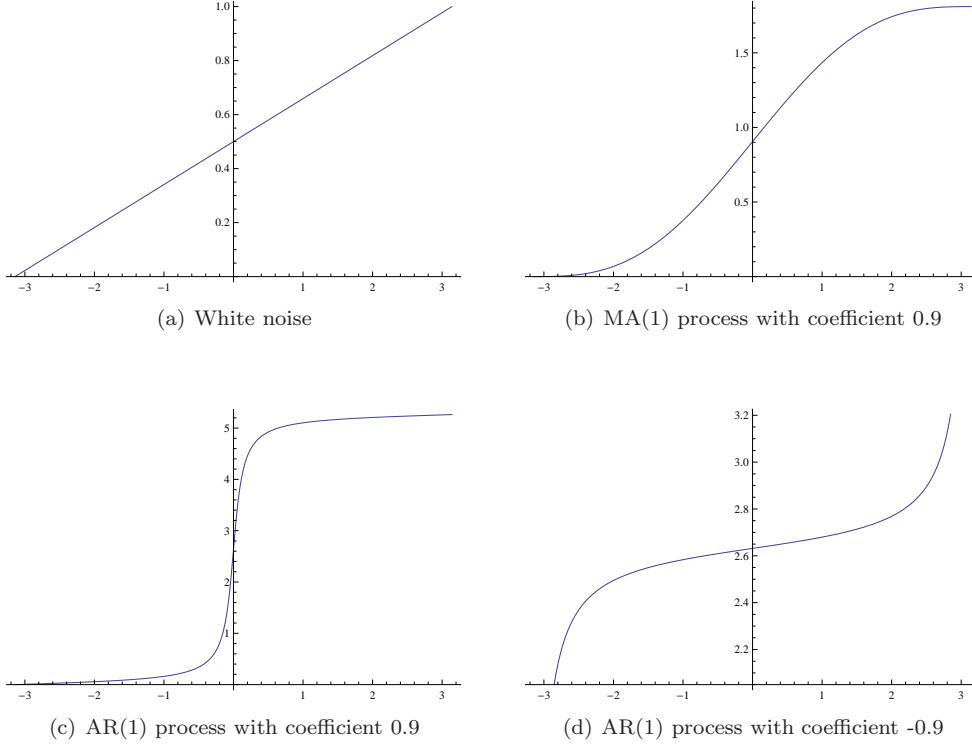 1.0
0.8
0.6
0.4
0.2
−3 −2 −1 1 2 3
(a) White noise
1.5
1.0
0.5
−3 −2 −1 1 2 3
(b) MA(1) process with coefficient 0.9
5
4
3
2
1
−3 −2 −1 1 2 3
(c) AR(1) process with coefficient 0.9
3.2
3.0
2.8
2.6
2.4
2.2
−3 −2 −1 1 2 3
(d) AR(1) process with coefficient -0.9